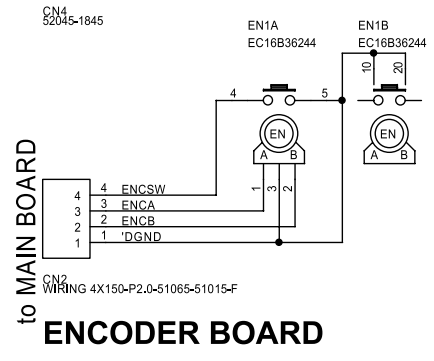 CN4
52045-1845
EN1A
EC16B36244
EN1B
EC16B36244
10
20
4
5
EN
A
B
EN
A
B
1
3
2
to MAIN BOARD
4
4
ENCSW
3
3
ENCA
2
2
ENCB
1
1
'DGND
CN2
WIRING 4X150-P2.0-51065-51015-F
ENCODER BOARD